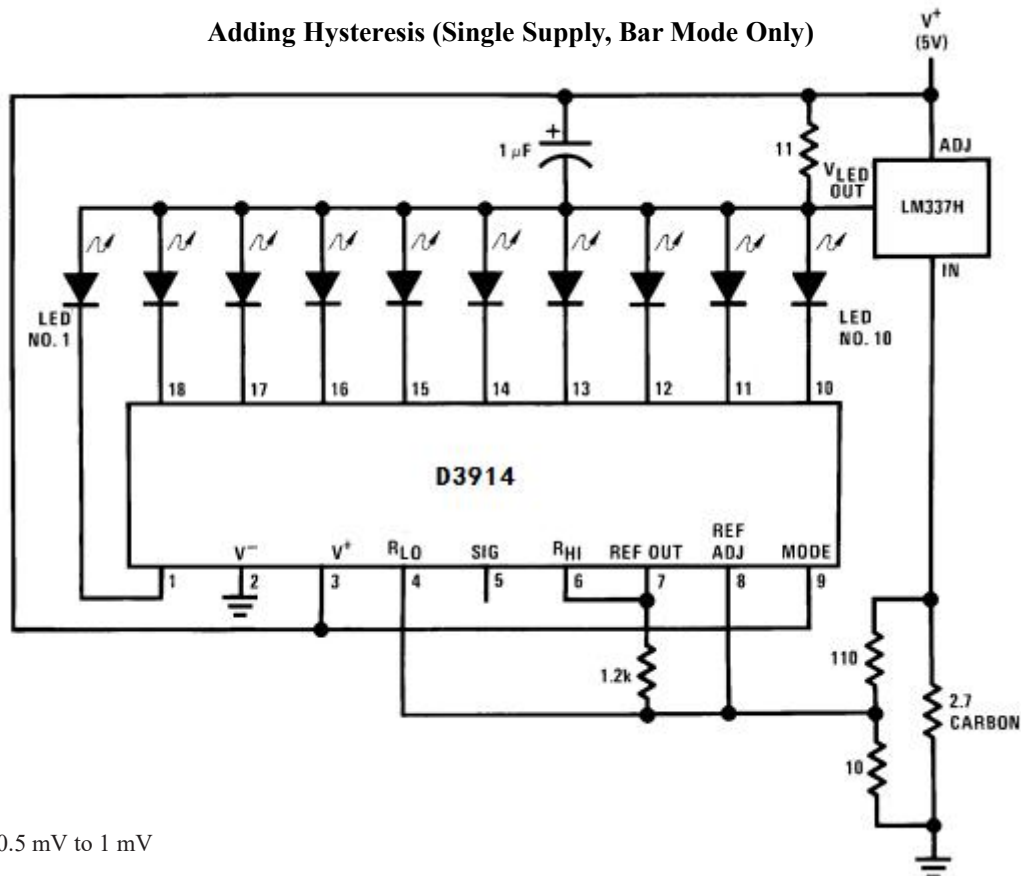 Adding Hysteresis (Single Supply, Bar Mode Only)
V+
(5V)
+
1 µF
11
ADJ
VLED
OUT
LM337H
IN
LED
NO. 1
LED
NO. 10
18 17 16 15 14 13 12 11 10
D3914
V− V+ RLO SIG RHI REF OUT REF ADJ MODE
1 2 3 4 5 6 7 8 9
1.2k
110
2.7
CARBON
10
0.5 mV to 1 mV